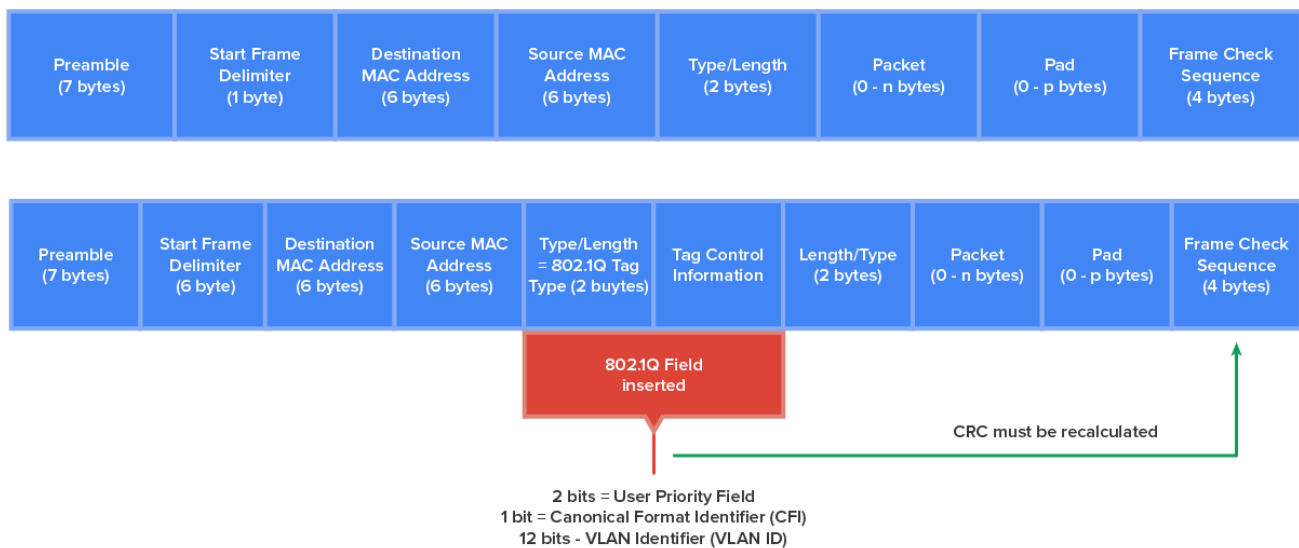 Preamble
(7 bytes)
Start Frame
Delimiter
(1 byte)
Destination
MAC Address
(6 bytes)
Source MAC
Address
(6 bytes)
Type/Length
(2 bytes)
Packet
(0 - n bytes)
Pad
(0 - p bytes)
Frame Check
Sequence
(4 bytes)
Preamble
(7 bytes)
Start Frame
Delimiter
(6 byte)
Destination
MAC Address
(6 bytes)
Source MAC
Address
(6 bytes)
Type/Length
= 802.1Q Tag
Type (2 buytes)
Tag Control
Information
Length/Type
(2 bytes)
Packet
(0 - n bytes)
Pad
(0 - p bytes)
Frame Check
Sequence
(4 bytes)
802.1Q Field
inserted
CRC must be recalculated
2 bits = User Priority Field
1 bit = Canonical Format Identifier (CFI)
12 bits - VLAN Identifier (VLAN ID)